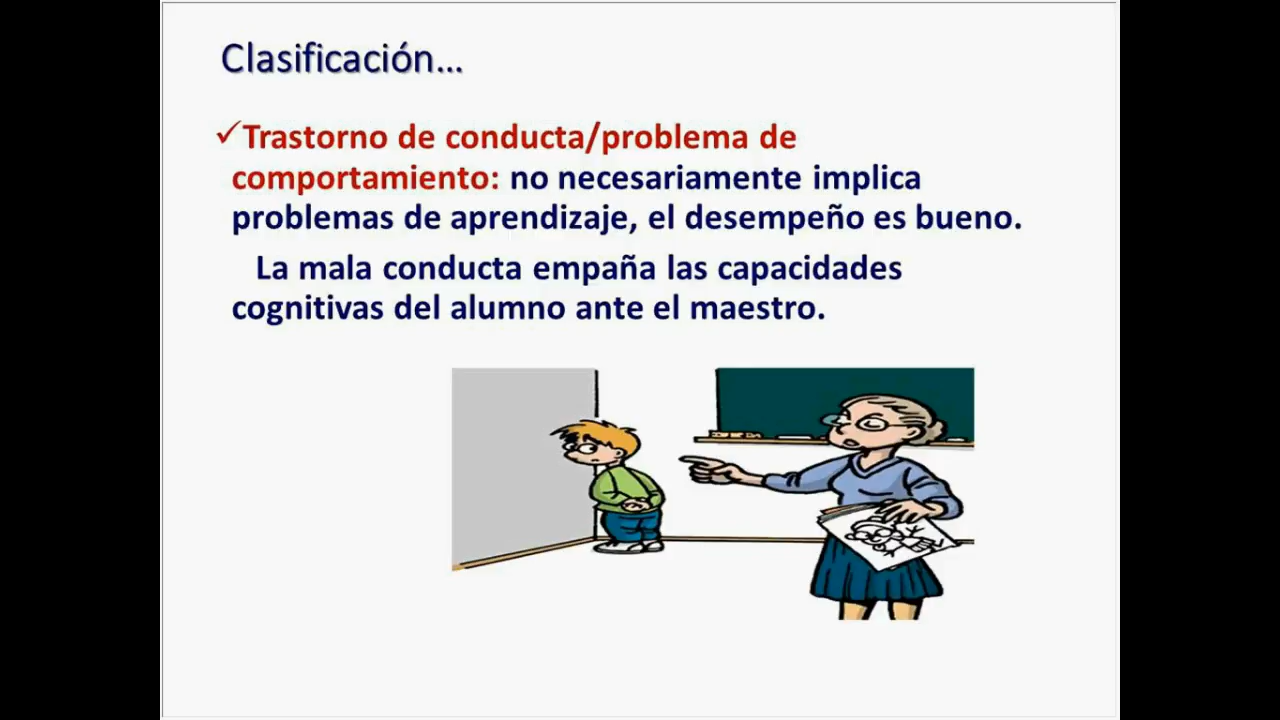 Clasificación...
✓Trastorno de conducta/problema de
comportamiento: no necesariamente implica
problemas de aprendizaje, el desempeño es bueno.
La mala conducta empaña las capacidades
cognitivas del alumno ante el maestro.